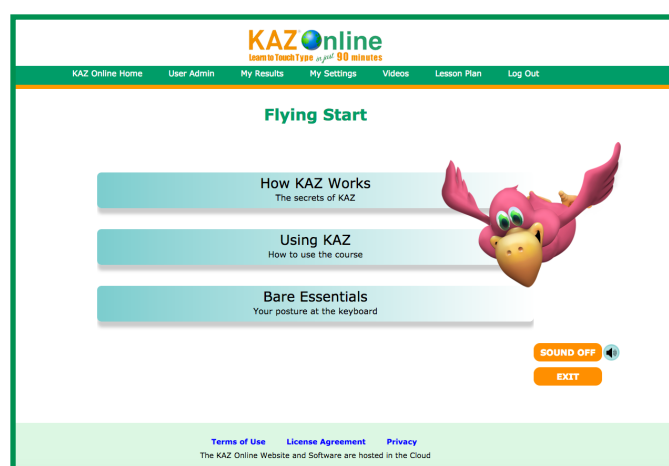 KAZ Online
Learn to Touch Type in just 90 minutes
KAZ Online Home User Admin My Results My Settings Videos Lesson Plan Log Out
Flying Start
How KAZ Works
The secrets of KAZ
Using KAZ
How to use the course
Bare Essentials
Your posture at the keyboard
SOUND OFF
EXIT
Terms of Use License Agreement Privacy
The KAZ Online Website and Software are hosted in the Cloud